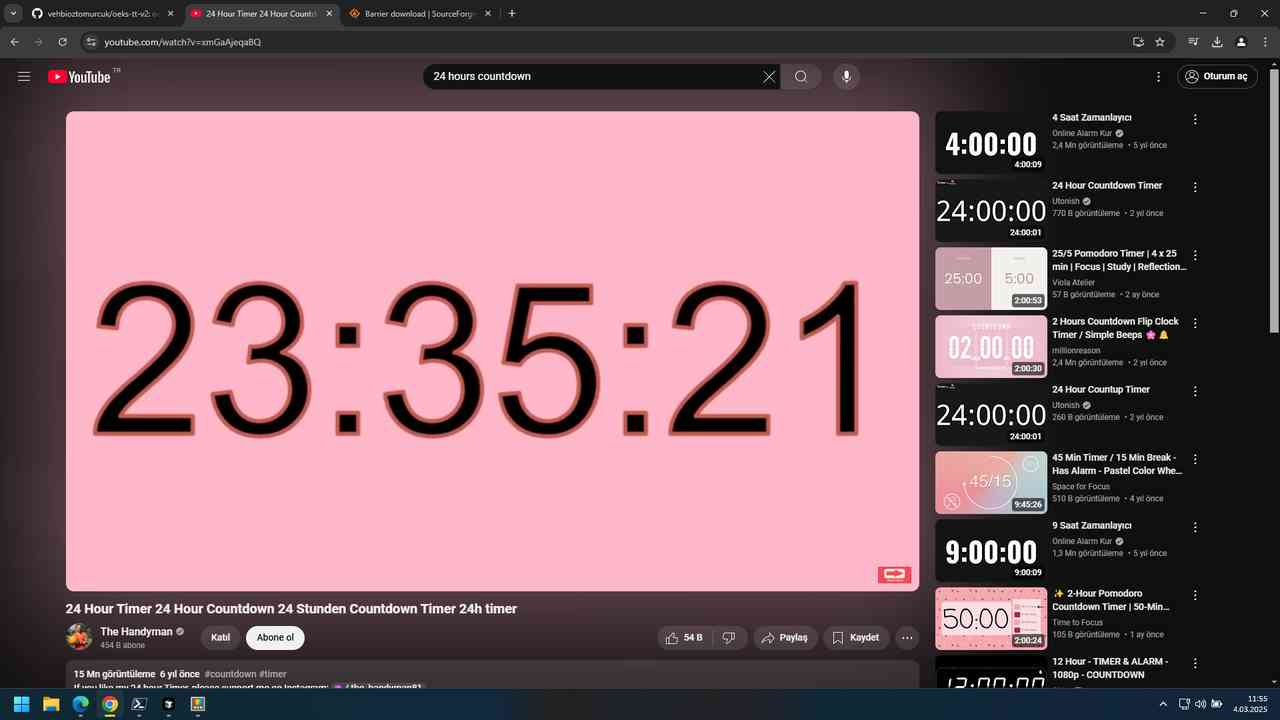 vehbioztomurcuk/oeks-tt-v2: o
24 Hour Timer 24 Hour Countd
Barrier download | SourceForg
youtube.com/watch?v=xmGaAjeqaBQ
YouTube TR
24 hours countdown
Oturum aç
23:35:21
24 Hour Timer 24 Hour Countdown 24 Stunden Countdown Timer 24h timer
The Handyman
454 B abone
Katıl
Abone ol
54 B
Paylaş
Kaydet
15 Mn görüntüleme 6 yıl önce #countdown #timer
If you like my 24 hour Timer, please support me on Instagram: / the_handyman81
4:00:00
4:00:09
4 Saat Zamanlayıcı
Online Alarm Kur
2,4 Mn görüntüleme • 5 yıl önce
24:00:00
24:00:01
24 Hour Countdown Timer
Utonish
770 B görüntüleme • 2 yıl önce
25:00 5:00
2:00:53
25/5 Pomodoro Timer | 4 x 25
min | Focus | Study | Reflection...
Viola Atelier
57 B görüntüleme • 2 ay önce
COUNTDOWN
02 00 00
2:00:30
2 Hours Countdown Flip Clock
Timer / Simple Beeps 🌸 🔔
millionreason
2,4 Mn görüntüleme • 2 yıl önce
24:00:00
24:00:01
24 Hour Countup Timer
Utonish
260 B görüntüleme • 2 yıl önce
45/15
9:45:26
45 Min Timer / 15 Min Break -
Has Alarm - Pastel Color Whe...
Space for Focus
510 B görüntüleme • 4 yıl önce
9:00:00
9:00:09
9 Saat Zamanlayıcı
Online Alarm Kur
1,3 Mn görüntüleme • 5 yıl önce
50:00
2:00:24
✨ 2-Hour Pomodoro
Countdown Timer | 50-Min...
Time to Focus
105 B görüntüleme • 1 ay önce
12:00:00
12 Hour - TIMER & ALARM -
1080p - COUNTDOWN
11:55
4.03.2025